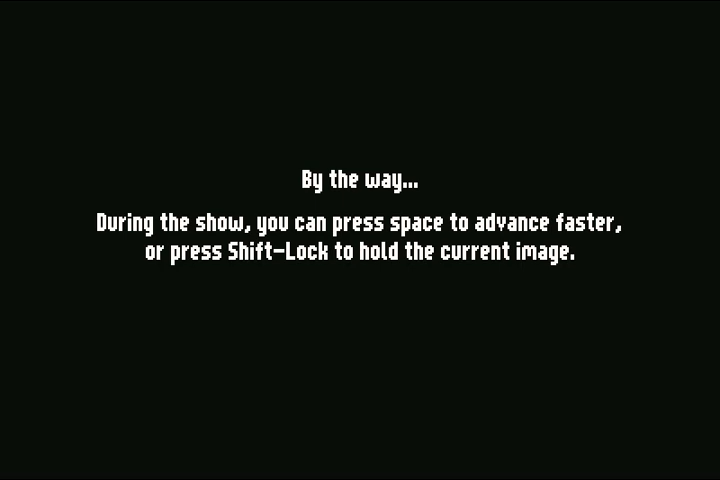 By the way...
During the show, you can press space to advance faster,
or press Shift-Lock to hold the current image.